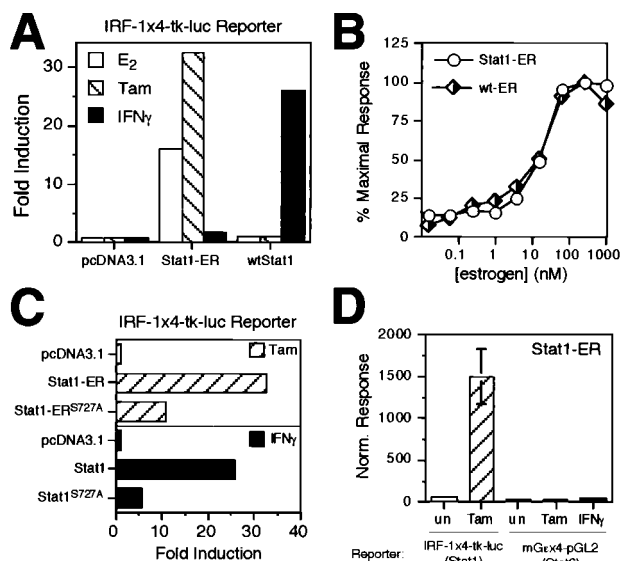 A
IRF-1x4-tk-luc Reporter
E2
Tam
IFNγ
Fold Induction
30
20
10
0
pcDNA3.1 Stat1-ER wtStat1
B
Stat1-ER
wt-ER
% Maximal Response
125
100
75
50
25
0
0.1 1 10 100 1000
[estrogen] (nM)
C
IRF-1x4-tk-luc Reporter
pcDNA3.1
Tam
Stat1-ER
Stat1-ERS727A
pcDNA3.1
IFNγ
Stat1
Stat1S727A
0 10 20 30 40
Fold Induction
D
Stat1-ER
Norm. Response
2000
1500
1000
500
0
un Tam un Tam IFNγ
Reporter: IRF-1x4-tk-luc mGεx4-pGL2
(Stat1)